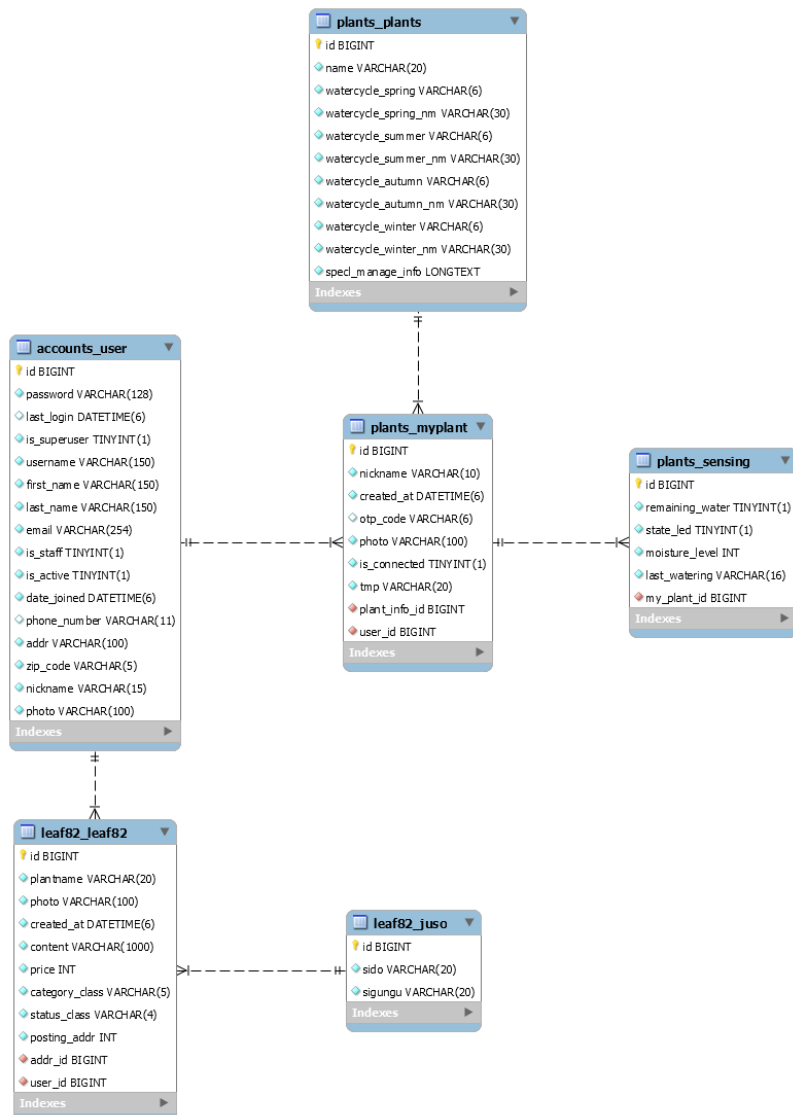 plants_plants
id BIGINT
name VARCHAR(20)
watercycle_spring VARCHAR(6)
watercycle_spring_nm VARCHAR(30)
watercycle_summer VARCHAR(6)
watercycle_summer_nm VARCHAR(30)
watercycle_autumn VARCHAR(6)
watercycle_autumn_nm VARCHAR(30)
watercycle_winter VARCHAR(6)
watercycle_winter_nm VARCHAR(30)
specl_manage_info LONGTEXT
Indexes
accounts_user
id BIGINT
password VARCHAR(128)
last_login DATETIME(6)
is_superuser TINYINT(1)
username VARCHAR(150)
first_name VARCHAR(150)
last_name VARCHAR(150)
email VARCHAR(254)
is_staff TINYINT(1)
is_active TINYINT(1)
date_joined DATETIME(6)
phone_number VARCHAR(11)
addr VARCHAR(100)
zip_code VARCHAR(5)
nickname VARCHAR(15)
photo VARCHAR(100)
Indexes
plants_myplant
id BIGINT
nickname VARCHAR(10)
created_at DATETIME(6)
otp_code VARCHAR(6)
photo VARCHAR(100)
is_connected TINYINT(1)
tmp VARCHAR(20)
plant_info_id BIGINT
user_id BIGINT
Indexes
plants_sensing
id BIGINT
remaining_water TINYINT(1)
state_led TINYINT(1)
moisture_level INT
last_watering VARCHAR(16)
my_plant_id BIGINT
Indexes
leaf82_leaf82
id BIGINT
plantname VARCHAR(20)
photo VARCHAR(100)
created_at DATETIME(6)
content VARCHAR(1000)
price INT
category_class VARCHAR(5)
status_class VARCHAR(4)
posting_addr INT
addr_id BIGINT
user_id BIGINT
Indexes
leaf82_juso
id BIGINT
sido VARCHAR(20)
sigungu VARCHAR(20)
Indexes